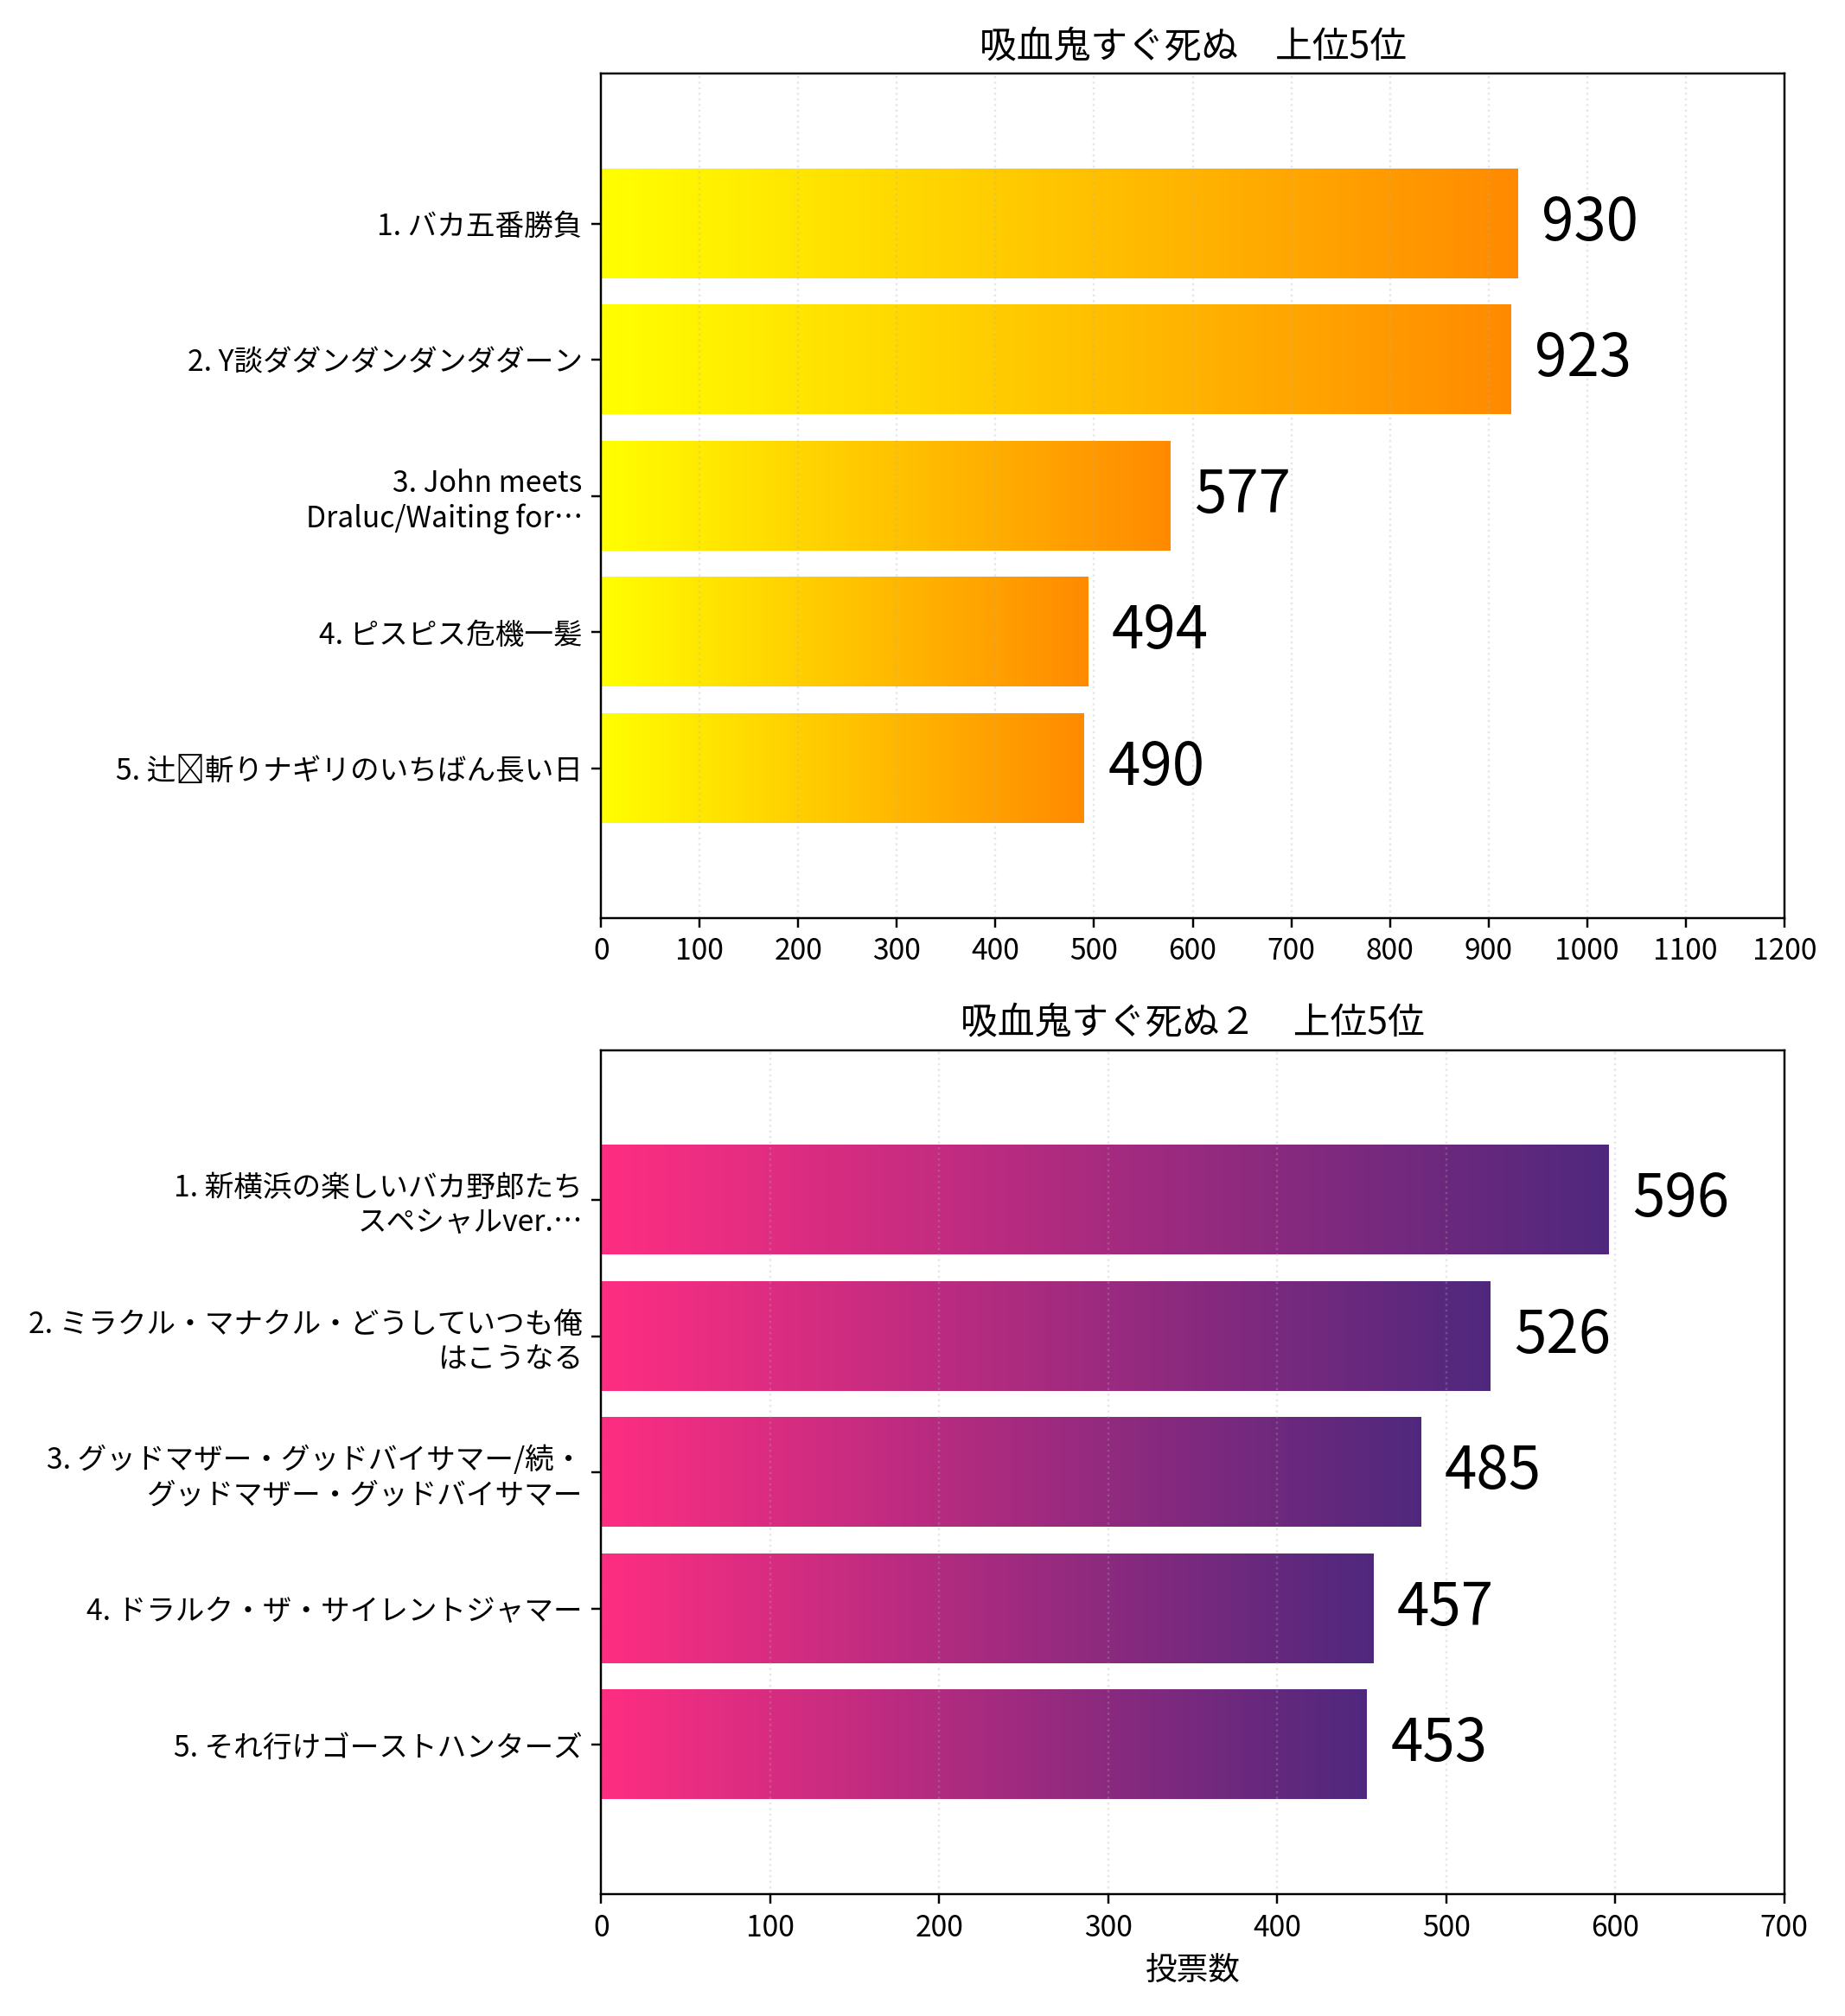 吸血鬼すぐ死ぬ　上位5位
1. バカ五番勝負
930
2. Y談ダダンダンダンダダーン
923
3. John meets
Draluc/Waiting for…
577
4. ピスピス危機一髪
494
5. 辻斬りナギリのいちばん長い日
490
0 100 200 300 400 500 600 700 800 900 1000 1100 1200
吸血鬼すぐ死ぬ２　上位5位
1. 新横浜の楽しいバカ野郎たち
スペシャルver.…
596
2. ミラクル・マナクル・どうしていつも俺
はこうなる
526
3. グッドマザー・グッドバイサマー/続・
グッドマザー・グッドバイサマー
485
4. ドラルク・ザ・サイレントジャマー
457
5. それ行けゴーストハンターズ
453
0 100 200 300 400 500 600 700
投票数